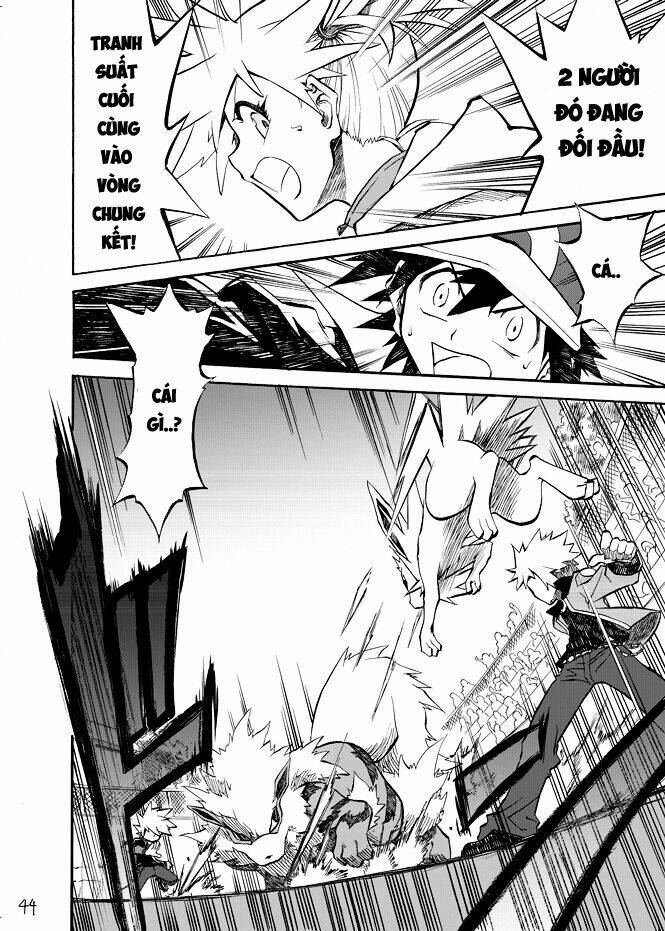 2 NGƯỜI
ĐÓ ĐANG
ĐỐI ĐẦU!
TRANH
SUẤT
CUỐI
CÙNG
VÀO
VÒNG
CHUNG
KẾT!
CÁ..
CÁI
GÌ..?
44